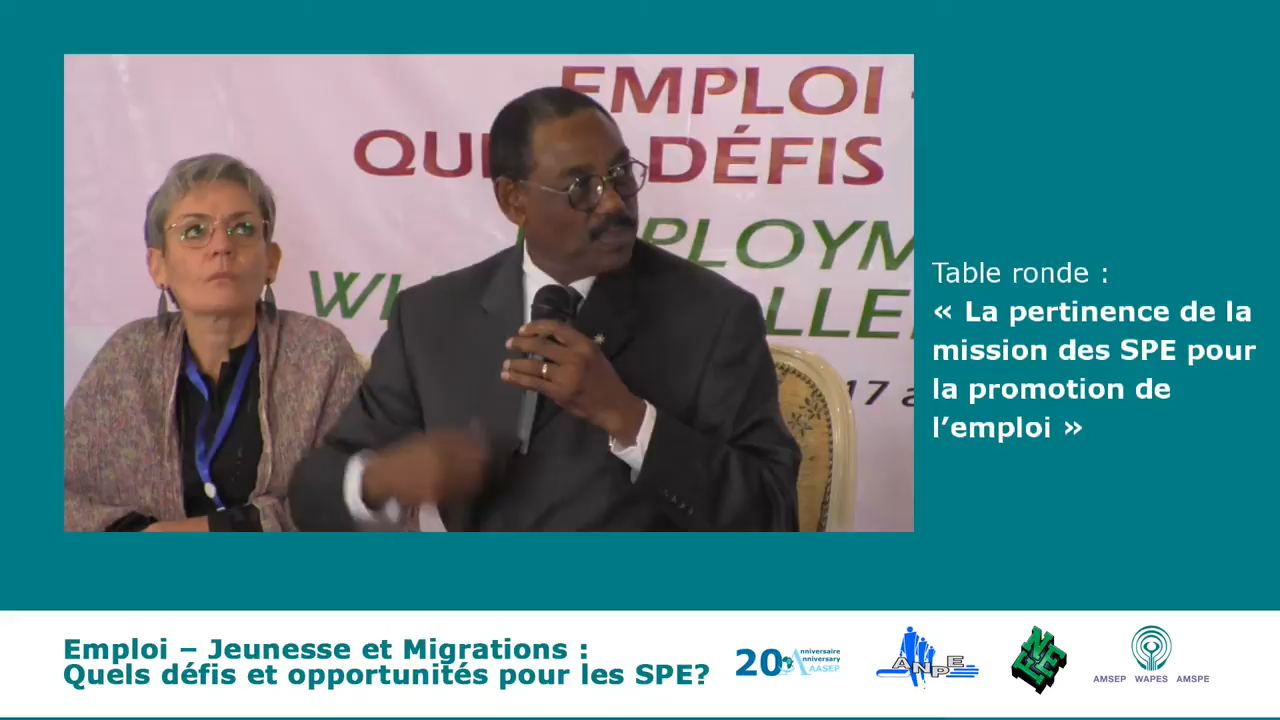 EMPLOI -
QUE
DÉFIS
PLOYM
WH
LLE
17 a
Table ronde :
« La pertinence de la
mission des SPE pour
la promotion de
l’emploi »
Emploi – Jeunesse et Migrations :
Quels défis et opportunités pour les SPE?
20 Anniversaire
Anniversary
AASEP
ANPE
AMSEP WAPES AMSPE